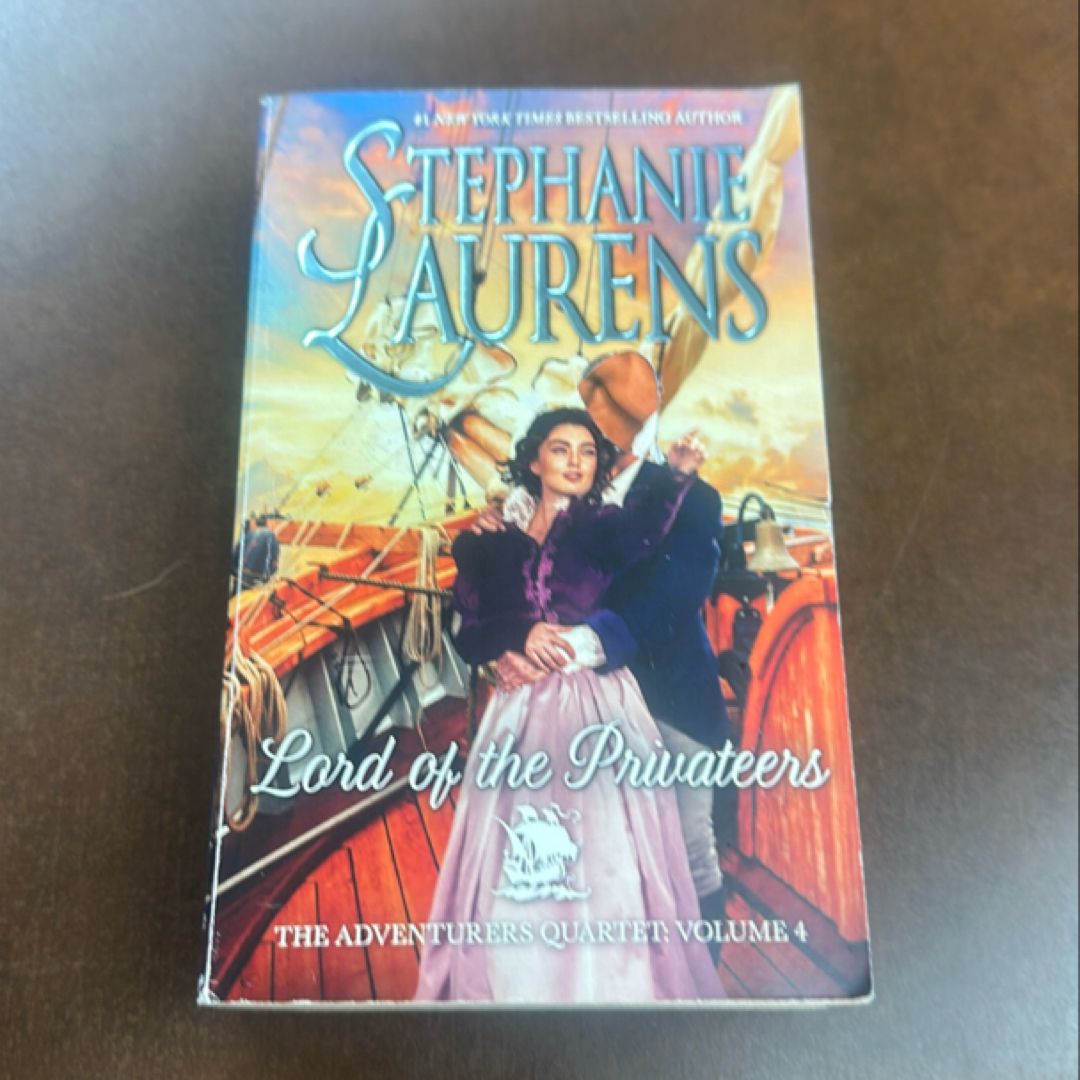 #1 NEW YORK TIMES BESTSELLING AUTHOR
STEPHANIE
LAURENS
Lord of the Privateers
THE ADVENTURERS QUARTET: VOLUME 4